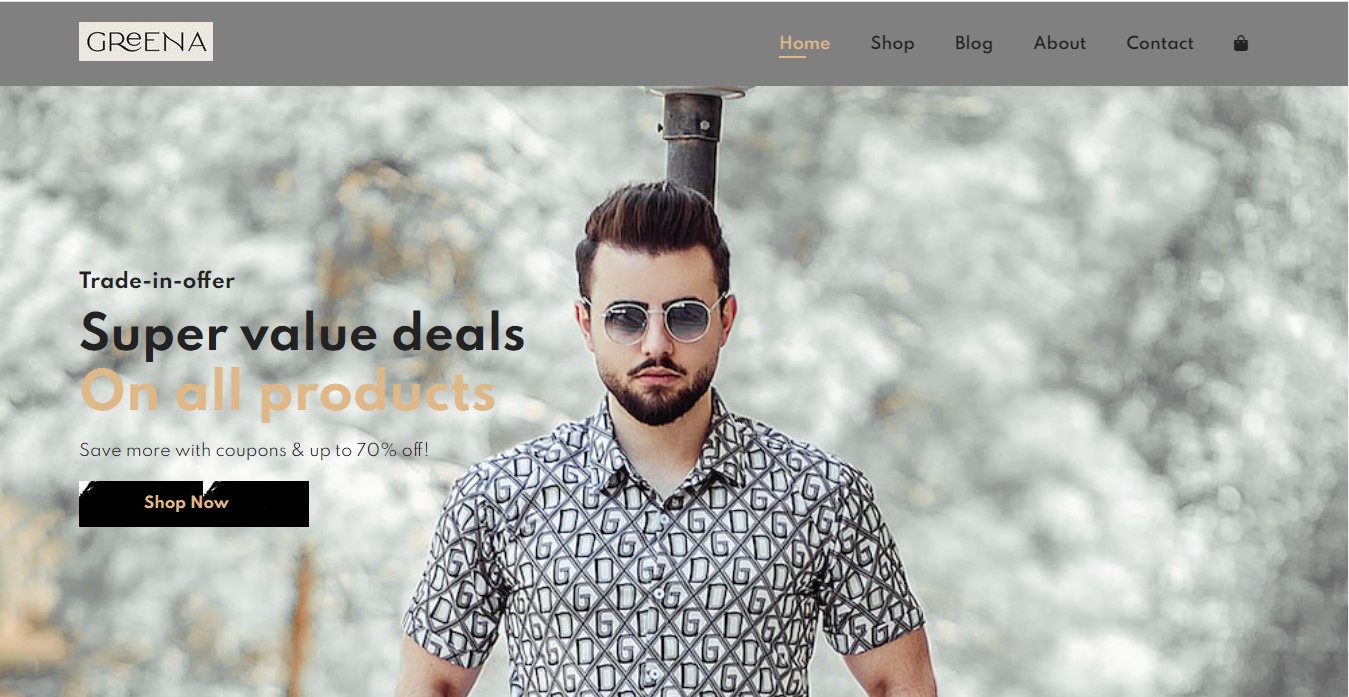 GREENA
Home Shop Blog About Contact
Trade-in-offer
Super value deals
On all products
Save more with coupons & up to 70% off!
Shop Now